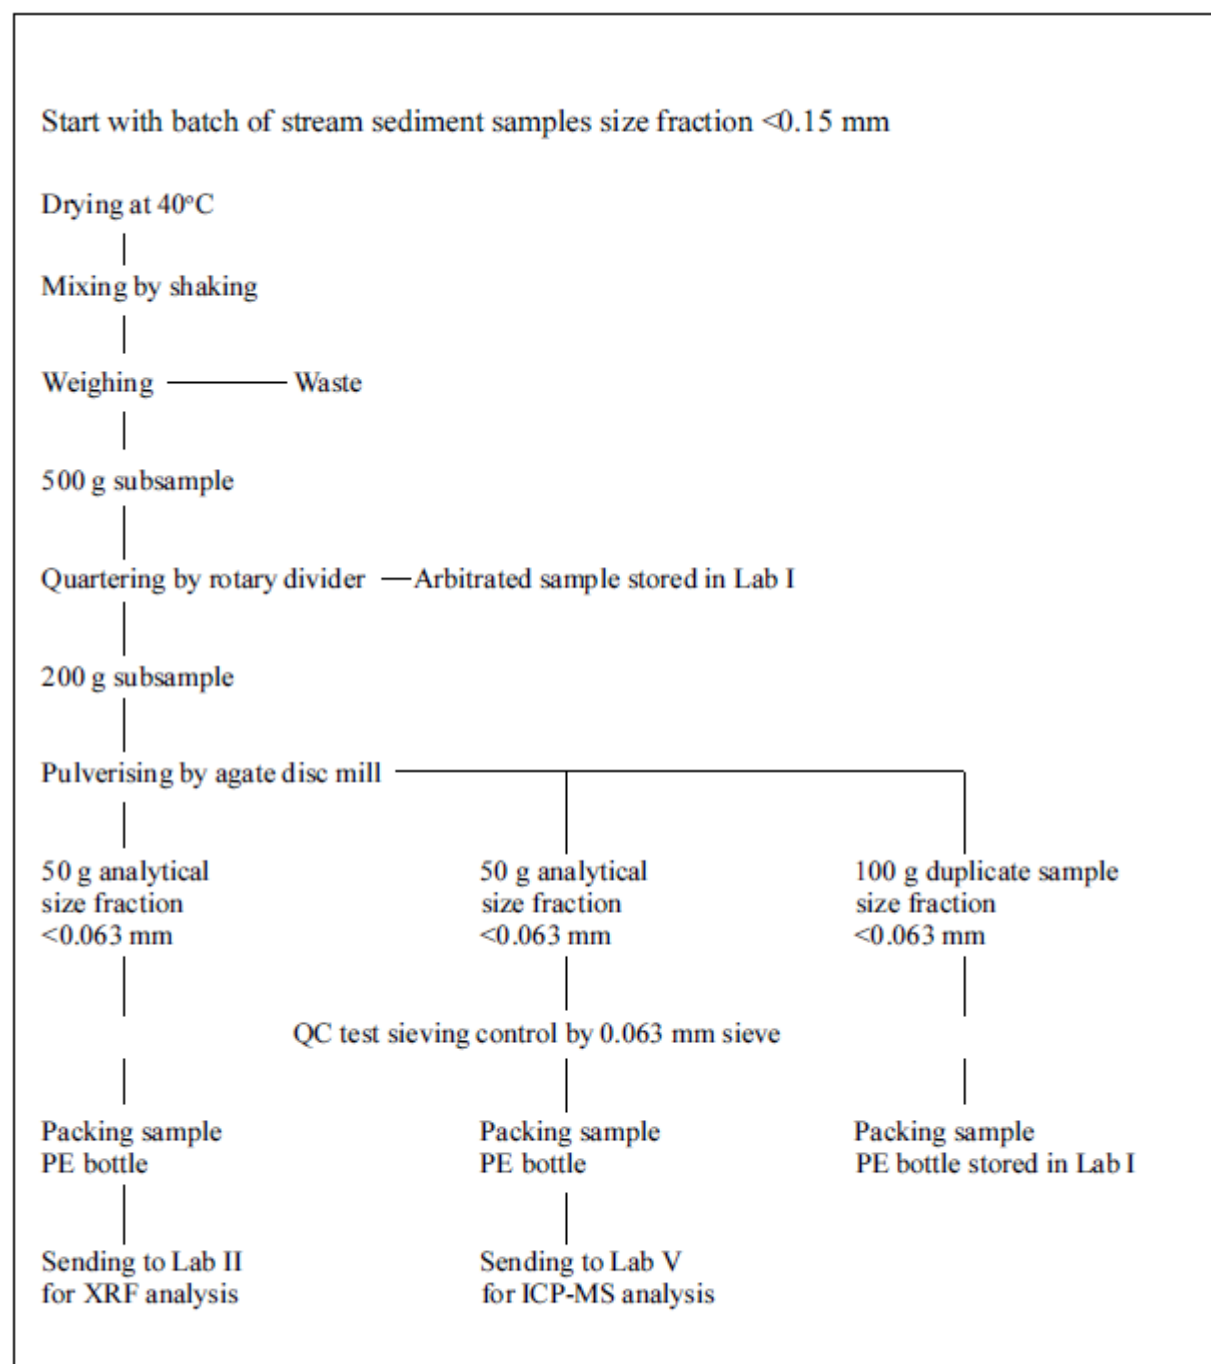 Start with batch of stream sediment samples size fraction <0.15 mm
Drying at 40°C
Mixing by shaking
Weighing
Waste
500 g subsample
Quartering by rotary divider
Arbitrated sample stored in Lab I
200 g subsample
Pulverising by agate disc mill
50 g analytical
size fraction
<0.063 mm
50 g analytical
size fraction
<0.063 mm
100 g duplicate sample
size fraction
<0.063 mm
QC test sieving control by 0.063 mm sieve
Packing sample
PE bottle
Packing sample
PE bottle
Packing sample
PE bottle stored in Lab I
Sending to Lab II
for XRF analysis
Sending to Lab V
for ICP-MS analysis